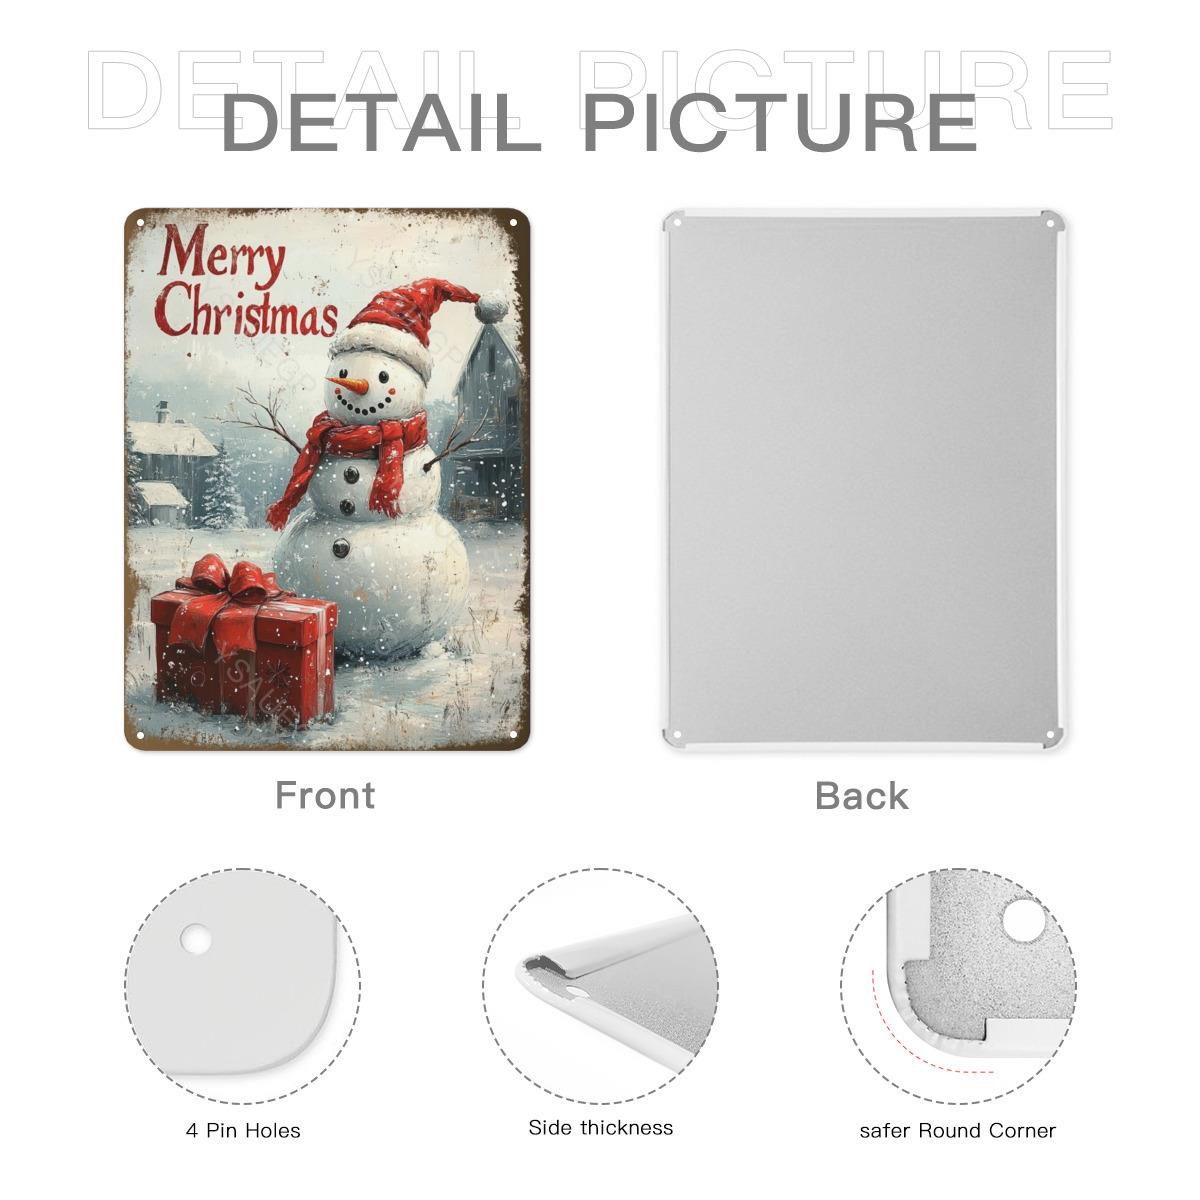 DETAIL PICTURE
DETAIL PICTURE
Merry
Christmas
Front
Back
4 Pin Holes
Side thickness
safer Round Corner